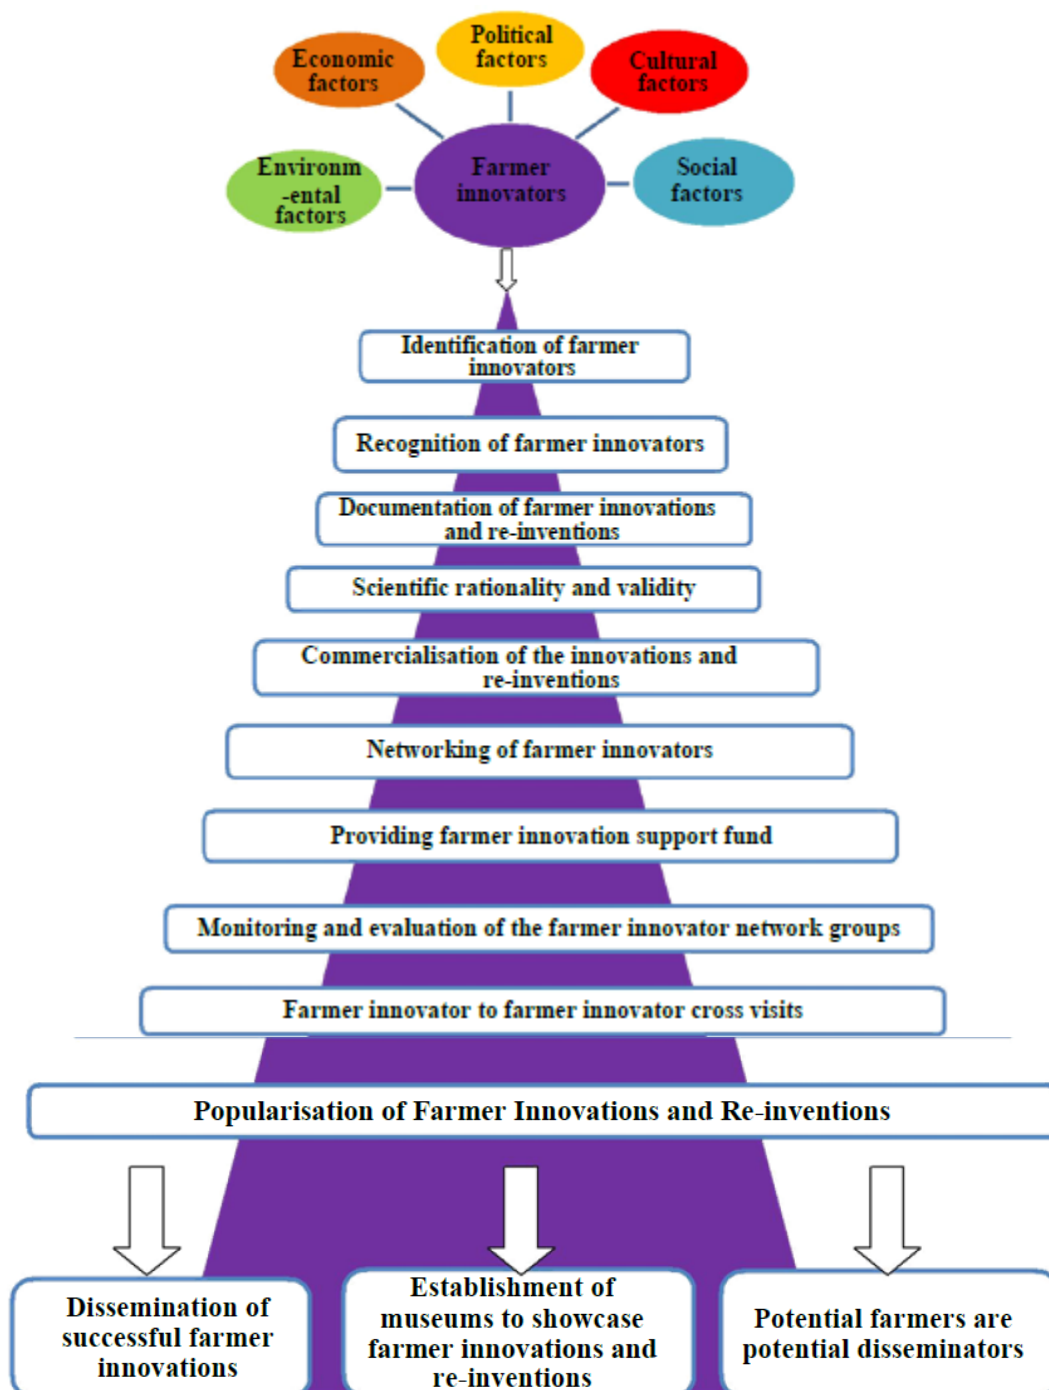 Political
factors
Economic
factors
Cultural
factors
Environm
-ental
factors
Farmer
innovators
Social
factors
Identification of farmer
innovators
Recognition of farmer innovators
Documentation of farmer innovations
and re-inventions
Scientific rationality and validity
Commercialisation of the innovations and
re-inventions
Networking of farmer innovators
Providing farmer innovation support fund
Monitoring and evaluation of the farmer innovator network groups
Farmer innovator to farmer innovator cross visits
Popularisation of Farmer Innovations and Re-inventions
Dissemination of
successful farmer
innovations
Establishment of
museums to showcase
farmer innovations and
re-inventions
Potential farmers are
potential disseminators